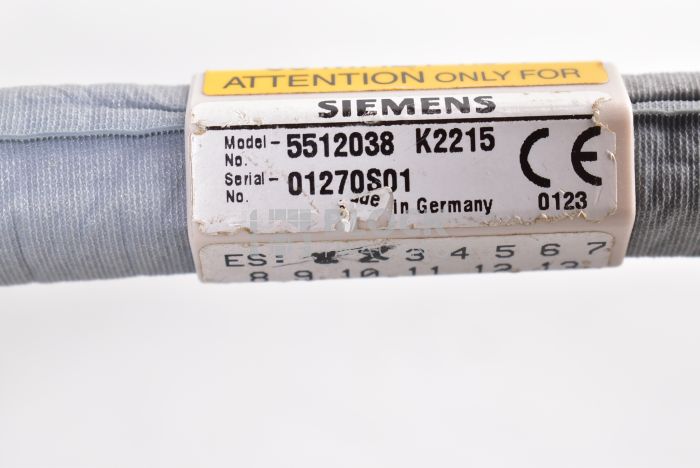 ATTENTION ONLY FOR
SIEMENS
Model- 5512038 K2215
No.
Serial- 01270S01
No.
in Germany
CE
0123
ES: 3 4 5 6 7
8 9 10 11 12 13